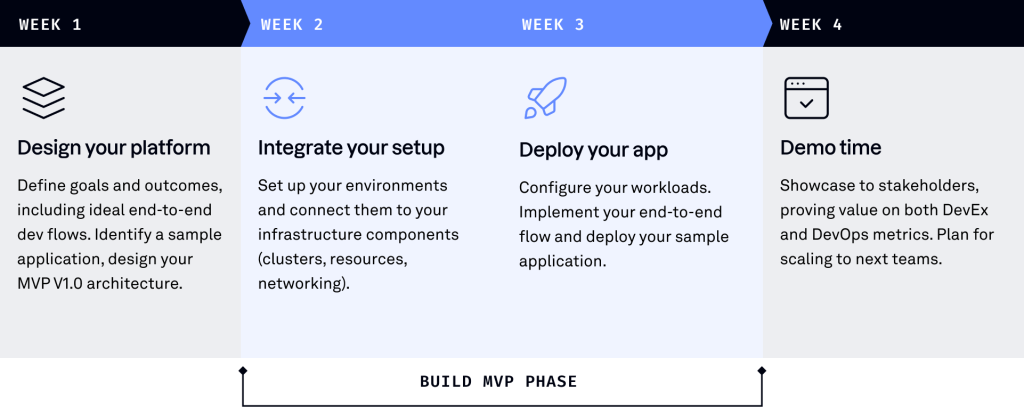 WEEK 1
WEEK 2
WEEK 3
WEEK 4
Design your platform
Define goals and outcomes,
including ideal end-to-end
dev flows. Identify a sample
application, design your
MVP V1.0 architecture.
Integrate your setup
Set up your environments
and connect them to your
infrastructure components
(clusters, resources,
networking).
Deploy your app
Configure your workloads.
Implement your end-to-end
flow and deploy your sample
application.
Demo time
Showcase to stakeholders,
proving value on both DevEx
and DevOps metrics. Plan for
scaling to next teams.
BUILD MVP PHASE